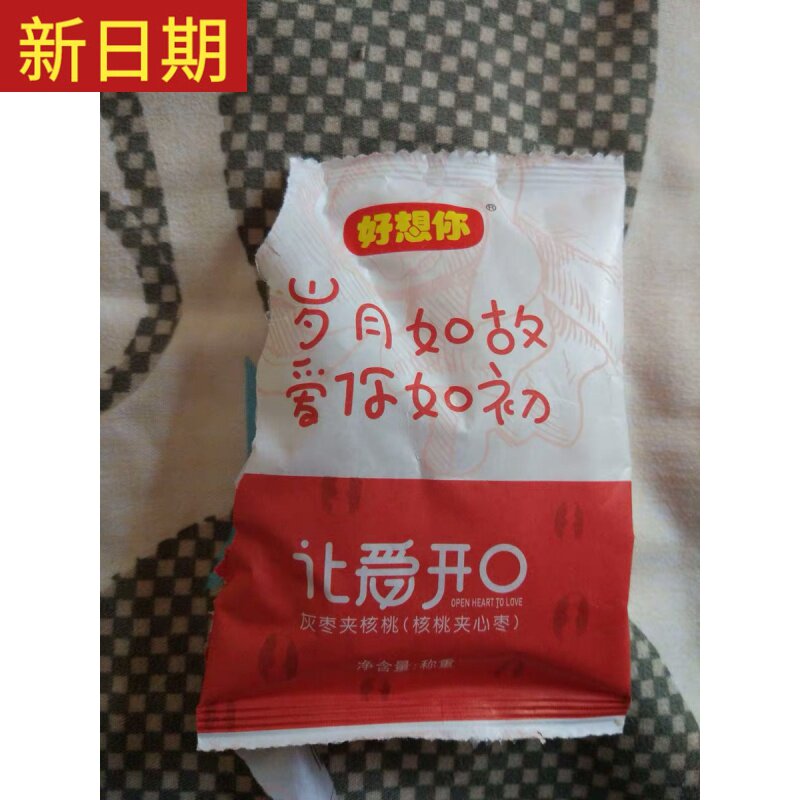 新日期
好想你®
岁月如故
爱你如初
让爱开口
OPEN HEART TO LOVE
灰枣夹核桃(核桃夹心枣)
净含量:称重